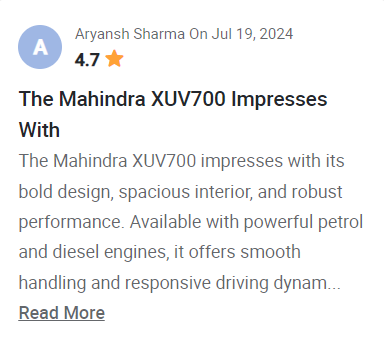 A
Aryansh Sharma On Jul 19, 2024
4.7
The Mahindra XUV700 Impresses
With
The Mahindra XUV700 impresses with its
bold design, spacious interior, and robust
performance. Available with powerful petrol
and diesel engines, it offers smooth
handling and responsive driving dynam...
Read More